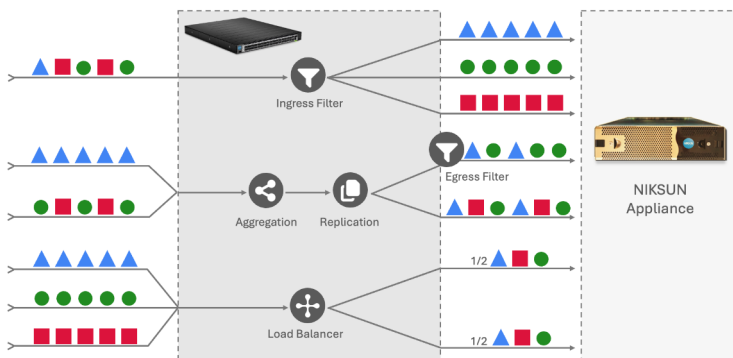 Ingress Filter
Egress Filter
Aggregation
Replication
1/2
Load Balancer
1/2
NIKSUN
Appliance